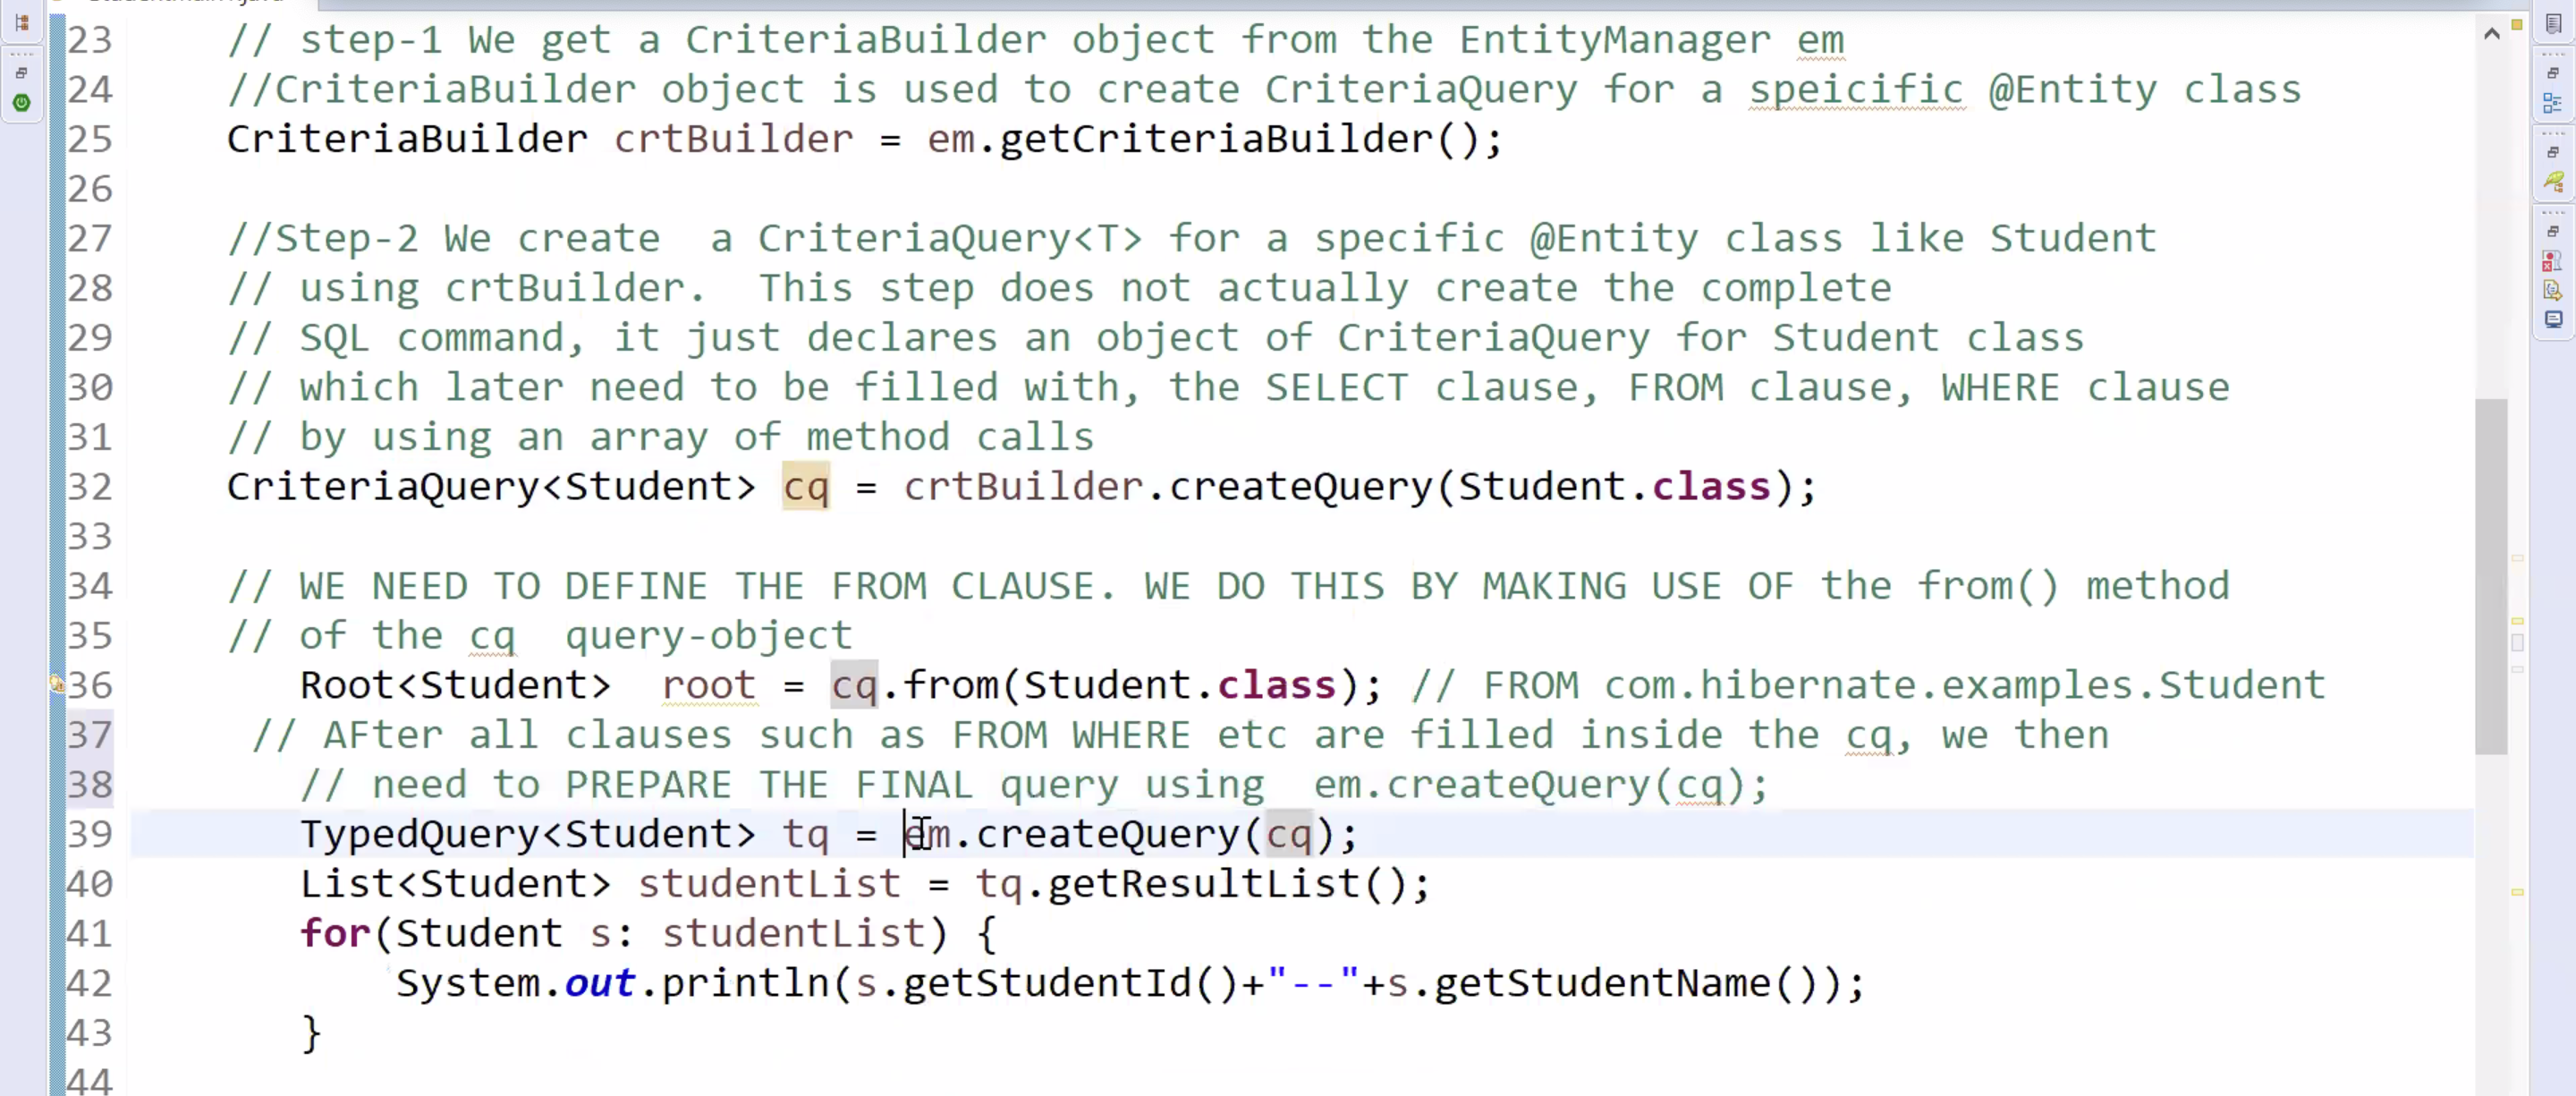 23 // step-1 We get a CriteriaBuilder object from the EntityManager em
24 //CriteriaBuilder object is used to create CriteriaQuery for a speicific @Entity class
25 CriteriaBuilder crtBuilder = em.getCriteriaBuilder();
26
27 //Step-2 We create  a CriteriaQuery<T> for a specific @Entity class like Student
28 // using crtBuilder.  This step does not actually create the complete
29 // SQL command, it just declares an object of CriteriaQuery for Student class
30 // which later need to be filled with, the SELECT clause, FROM clause, WHERE clause
31 // by using an array of method calls
32 CriteriaQuery<Student> cq = crtBuilder.createQuery(Student.class);
33
34 // WE NEED TO DEFINE THE FROM CLAUSE. WE DO THIS BY MAKING USE OF the from() method
35 // of the cq  query-object
36 Root<Student>  root = cq.from(Student.class); // FROM com.hibernate.examples.Student
37 // AFter all clauses such as FROM WHERE etc are filled inside the cq, we then
38 // need to PREPARE THE FINAL query using  em.createQuery(cq);
39 TypedQuery<Student> tq = em.createQuery(cq);
40 List<Student> studentList = tq.getResultList();
41 for(Student s: studentList) {
42 System.out.println(s.getStudentId()+"--"+s.getStudentName());
43 }
44